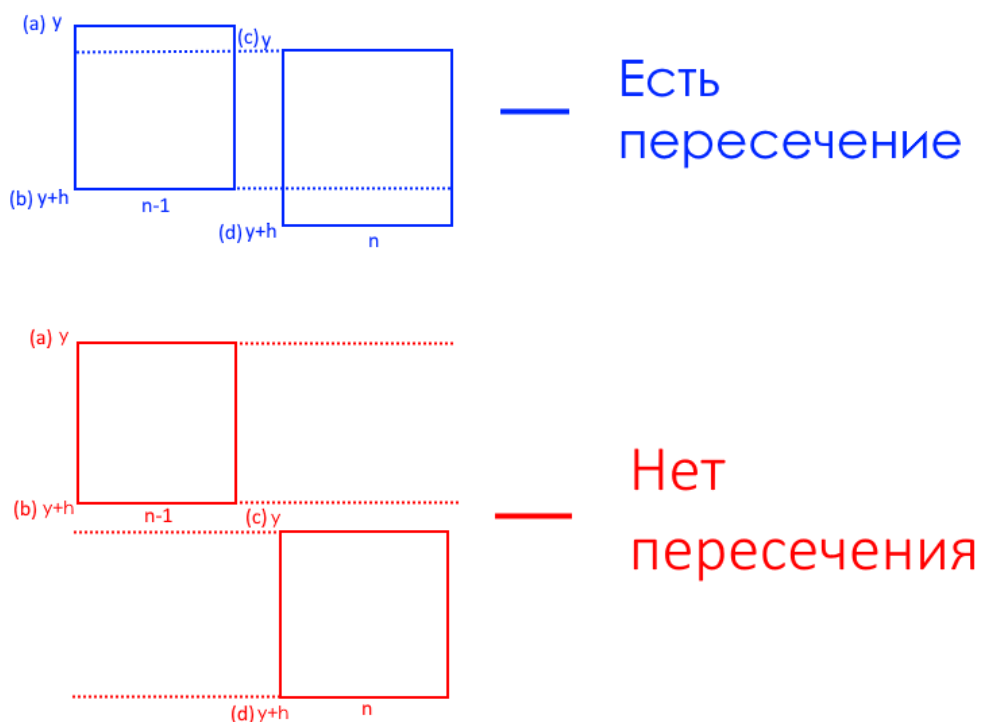 (a) y
(c) y
Есть
пересечение
(b) y+h
n-1
(d) y+h
n
(a) y
Нет
пересечения
(b) y+h
n-1
(c) y
(d) y+h
n